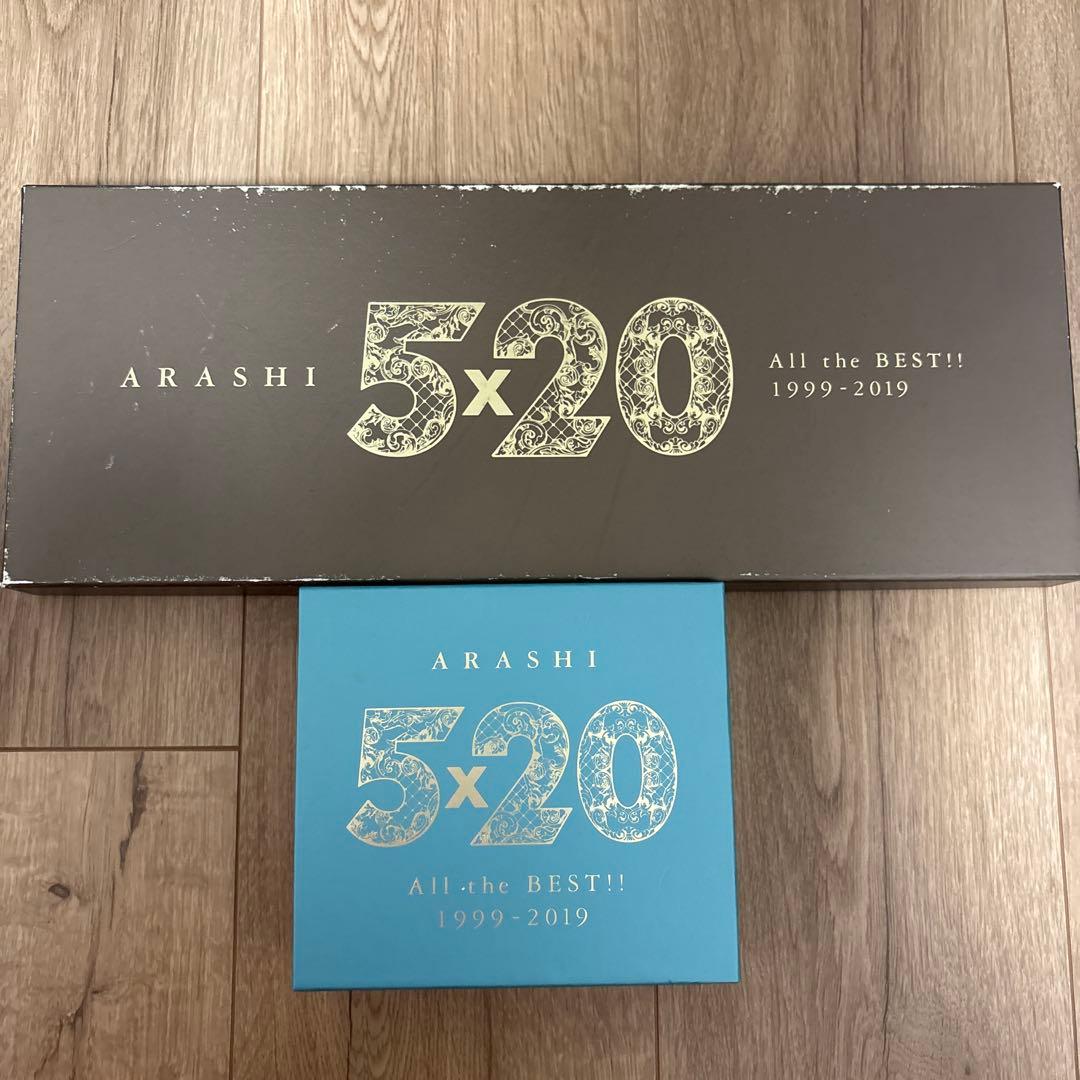 ARASHI
5x20
All the BEST!!
1999-2019
ARASHI
5x20
All the BEST!!
1999-2019